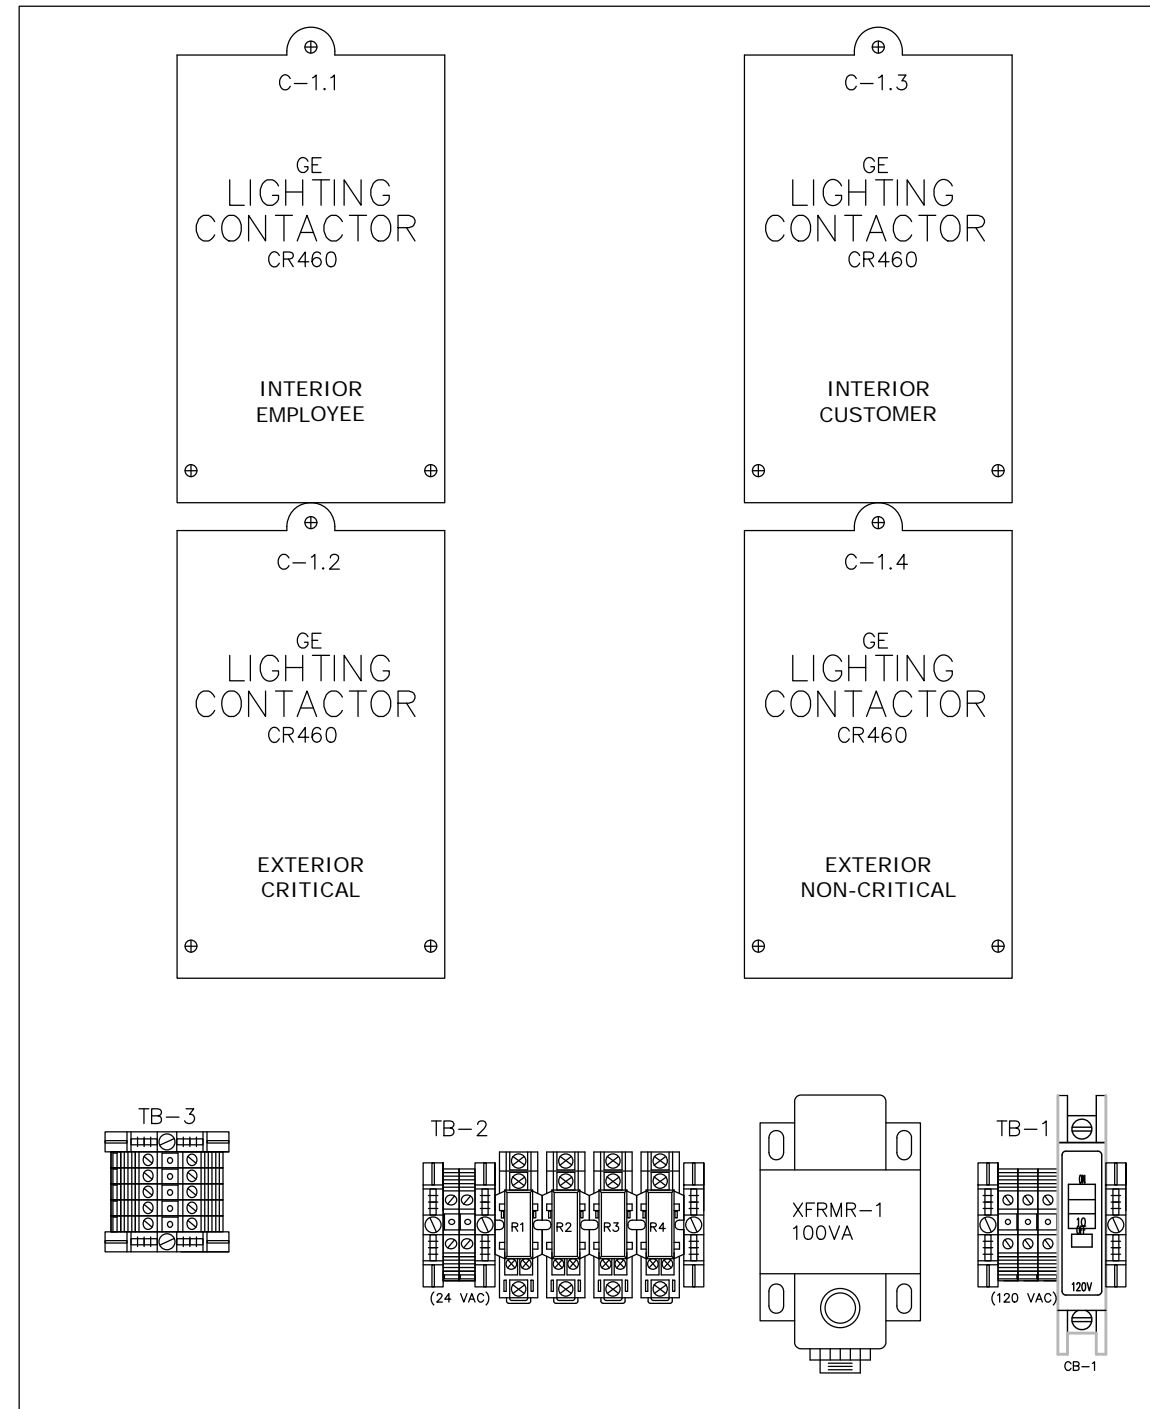 C-1.1
GE
LIGHTING
CONTACTOR
CR460
INTERIOR
EMPLOYEE
C-1.3
GE
LIGHTING
CONTACTOR
CR460
INTERIOR
CUSTOMER
C-1.2
GE
LIGHTING
CONTACTOR
CR460
EXTERIOR
CRITICAL
C-1.4
GE
LIGHTING
CONTACTOR
CR460
EXTERIOR
NON-CRITICAL
TB-3
TB-2
R1
R2
R3
R4
(24 VAC)
XFRMR-1
100VA
TB-1
(120 VAC)
ON
10
OFF
120V
CB-1